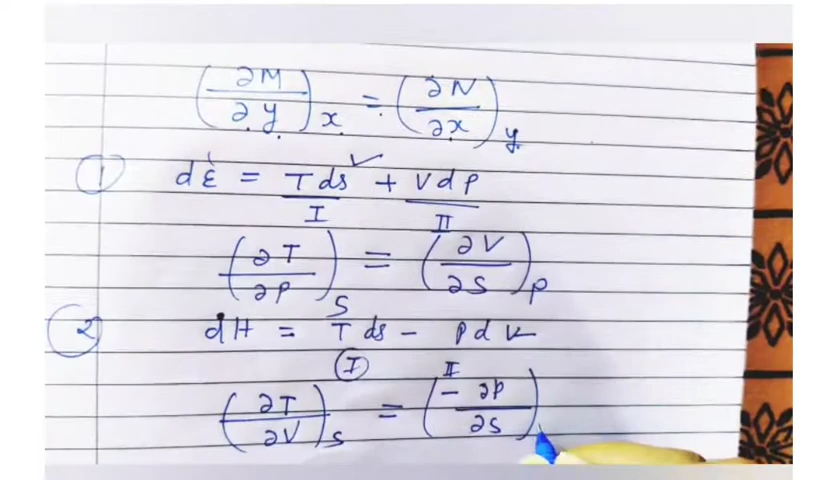 (∂M/∂y)x = (∂N/∂x)y
① dE = Tds + Vdp
I II
(∂T/∂P)S = (∂V/∂S)p
② dH = Tds - pdV
Ⓘ II
(∂T/∂V)S = (-∂P/∂S)